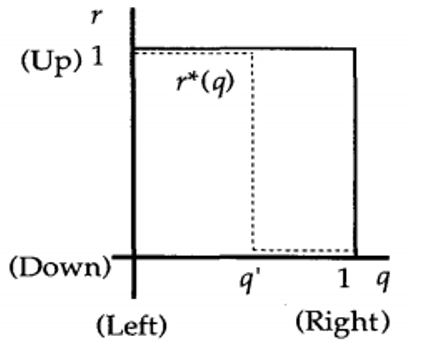 r
(Up) 1
r*(q)
(Down)
q' 1 q
(Left) (Right)